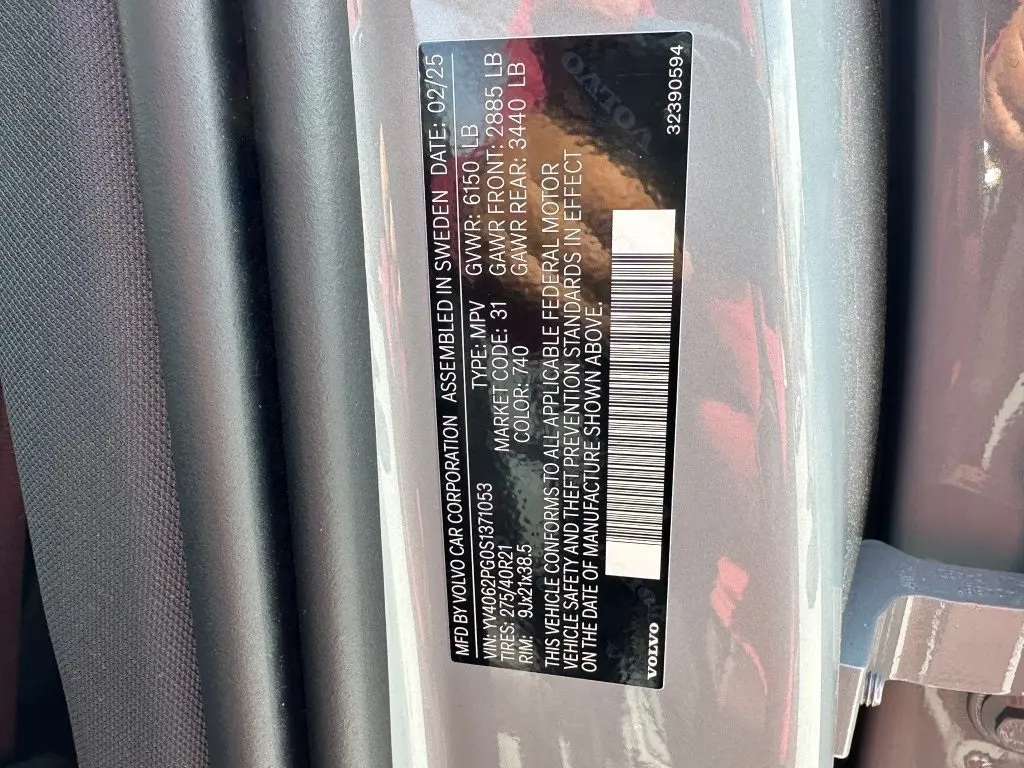 MFD BY VOLVO CAR CORPORATION ASSEMBLED IN SWEDEN DATE: 02/25
VIN: YV4062PG0S1371053 TYPE: MPV GVWR: 6150 LB
TIRES: 275/40R21 MARKET CODE: 31 GAWR FRONT: 2885 LB
RIM: 9Jx21x38.5 COLOR: 740 GAWR REAR: 3440 LB
THIS VEHICLE CONFORMS TO ALL APPLICABLE FEDERAL MOTOR
VEHICLE SAFETY AND THEFT PREVENTION STANDARDS IN EFFECT
ON THE DATE OF MANUFACTURE SHOWN ABOVE.
VOLVO
VOLVO
32390594